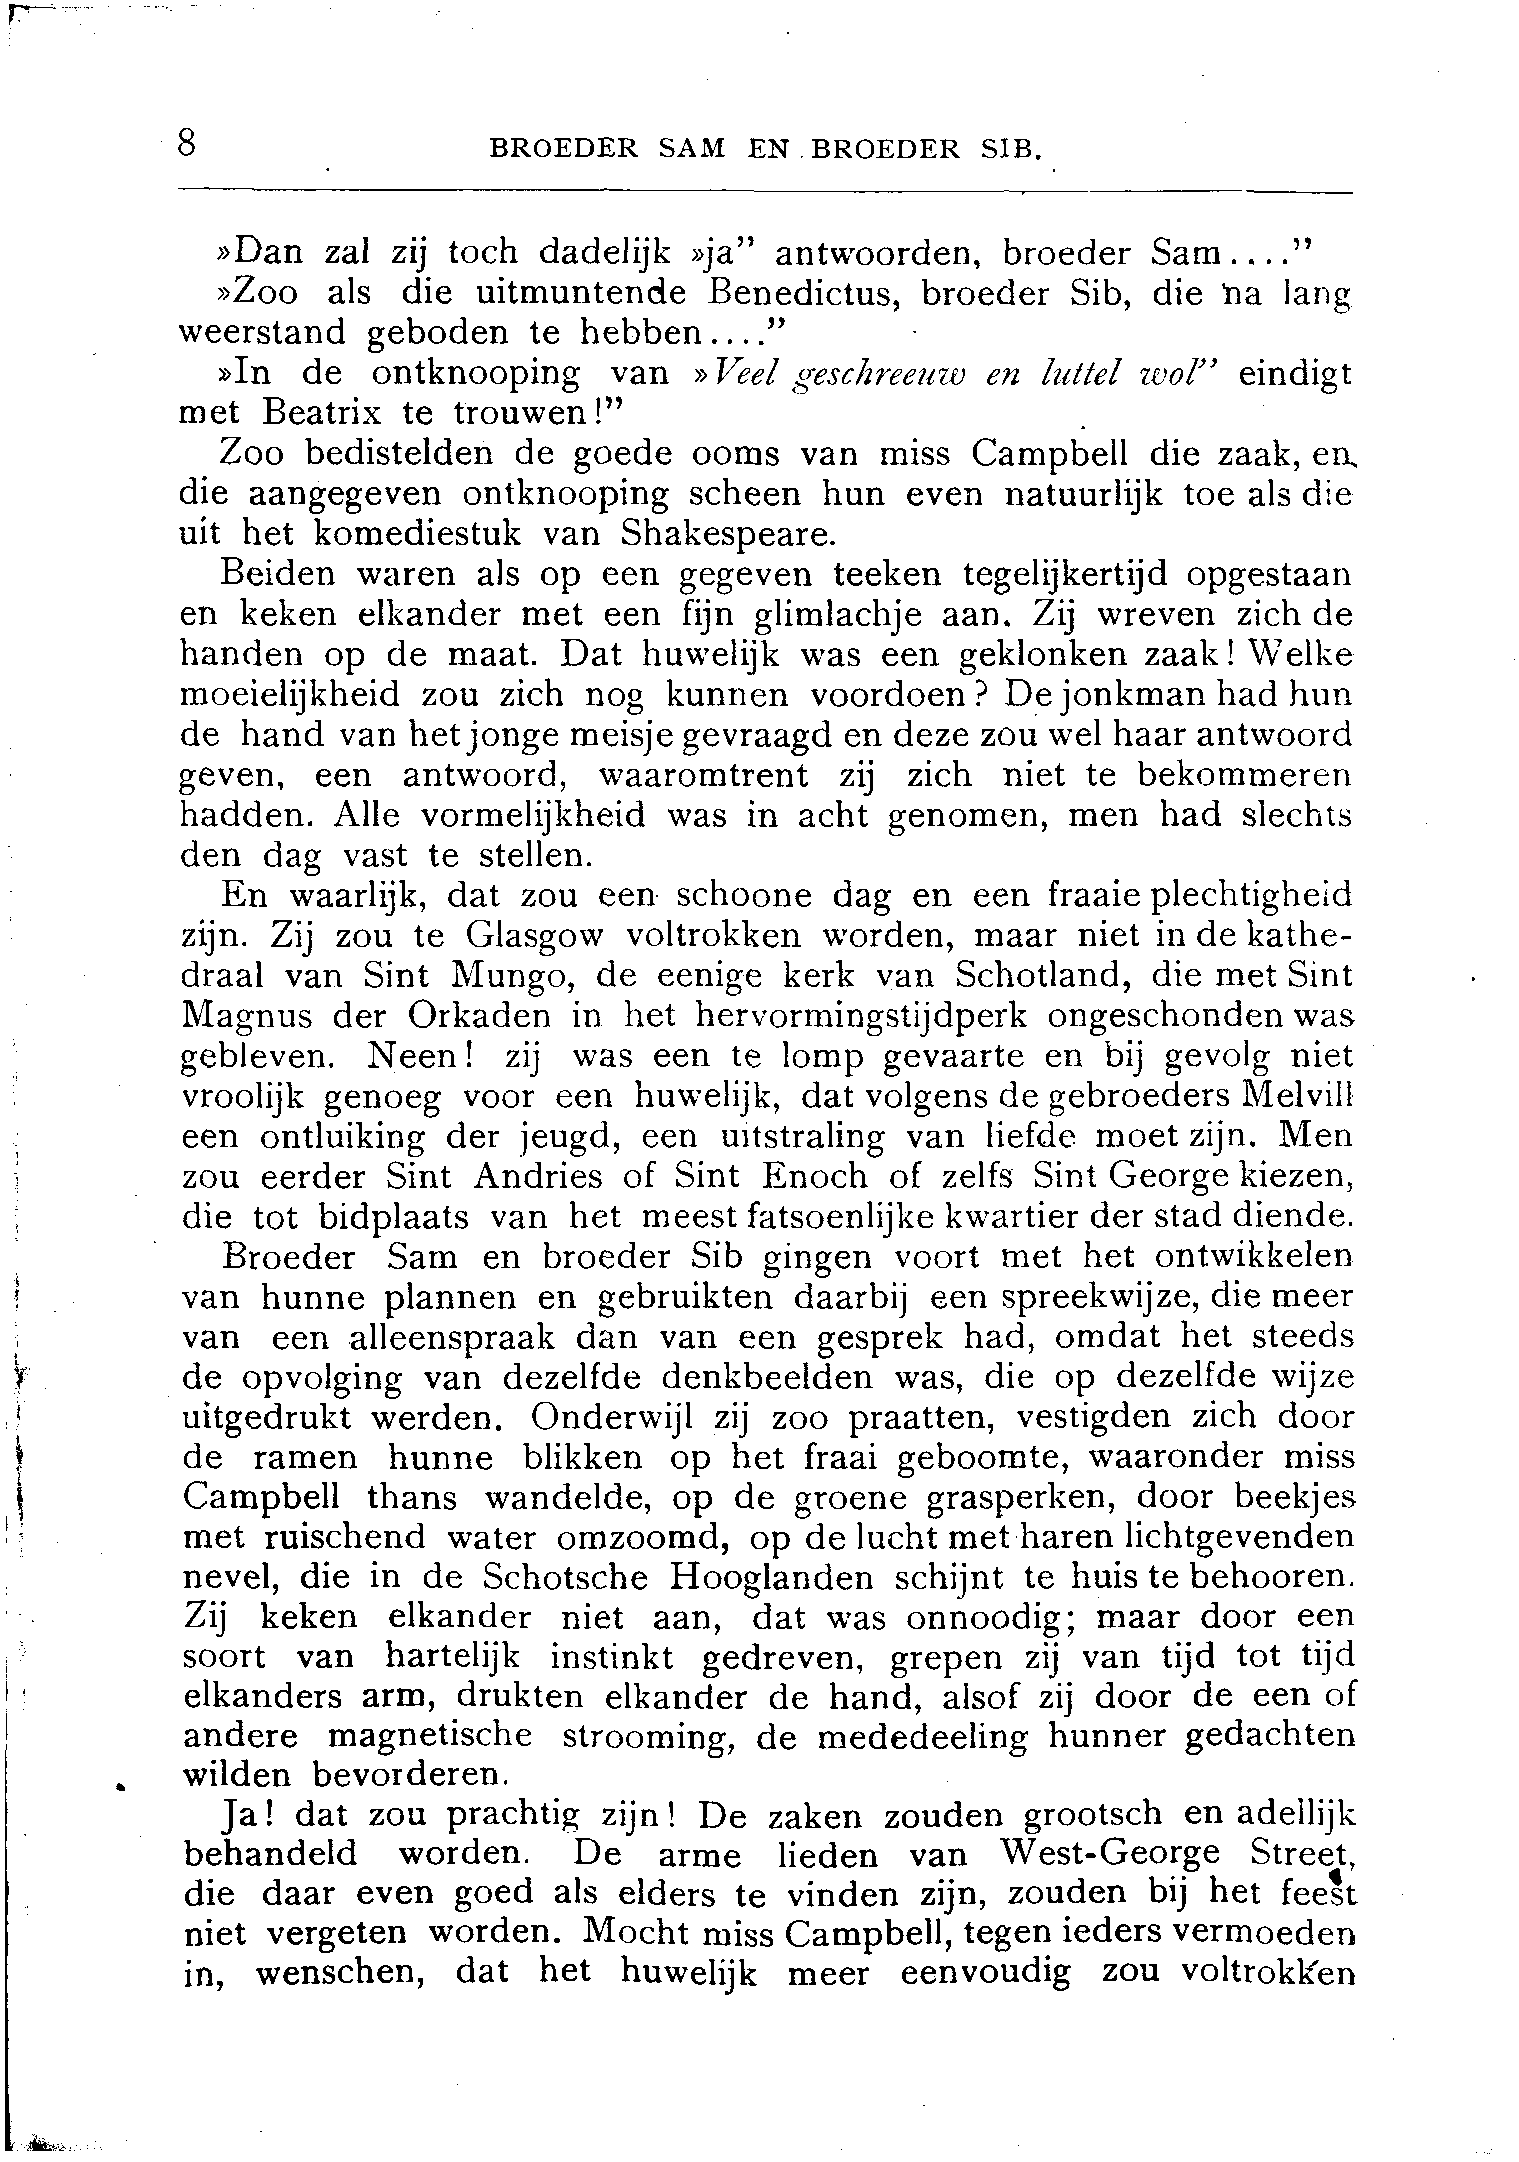 8 BROEDER SAM EN BROEDER SIB.
»Dan zal zij toch dadelijk »ja” antwoorden, broeder Sam....”
»Zoo als die uitmuntende Benedictus, broeder Sib, die na lang
weerstand geboden te hebben....”
»In de ontknooping van »Veel geschreeuw en luttel wol” eindigt
met Beatrix te trouwen!”
Zoo bedistelden de goede ooms van miss Campbell die zaak, en
die aangegeven ontknooping scheen hun even natuurlijk toe als die
uit het komediestuk van Shakespeare.
Beiden waren als op een gegeven teeken tegelijkertijd opgestaan
en keken elkander met een fijn glimlachje aan. Zij wreven zich de
handen op de maat. Dat huwelijk was een geklonken zaak! Welke
moeielijkheid zou zich nog kunnen voordoen? De jonkman had hun
de hand van het jonge meisje gevraagd en deze zou wel haar antwoord
geven, een antwoord, waaromtrent zij zich niet te bekommeren
hadden. Alle vormelijkheid was in acht genomen, men had slechts
den dag vast te stellen.
En waarlijk, dat zou een schoone dag en een fraaie plechtigheid
zijn. Zij zou te Glasgow voltrokken worden, maar niet in de kathe-
draal van Sint Mungo, de eenige kerk van Schotland, die met Sint
Magnus der Orkaden in het hervormingstijdperk ongeschonden was
gebleven. Neen! zij was een te lomp gevaarte en bij gevolg niet
vroolijk genoeg voor een huwelijk, dat volgens de gebroeders Melvill
een ontluiking der jeugd, een uitstraling van liefde moet zijn. Men
zou eerder Sint Andries of Sint Enoch of zelfs Sint George kiezen,
die tot bidplaats van het meest fatsoenlijke kwartier der stad diende.
Broeder Sam en broeder Sib gingen voort met het ontwikkelen
van hunne plannen en gebruikten daarbij een spreekwijze, die meer
van een alleenspraak dan van een gesprek had, omdat het steeds
de opvolging van dezelfde denkbeelden was, die op dezelfde wijze
uitgedrukt werden. Onderwijl zij zoo praatten, vestigden zich door
de ramen hunne blikken op het fraai geboomte, waaronder miss
Campbell thans wandelde, op de groene grasperken, door beekjes
met ruischend water omzoomd, op de lucht met haren lichtgevenden
nevel, die in de Schotsche Hooglanden schijnt te huis te behooren.
Zij keken elkander niet aan, dat was onnoodig; maar door een
soort van hartelijk instinkt gedreven, grepen zij van tijd tot tijd
elkanders arm, drukten elkander de hand, alsof zij door de een of
andere magnetische strooming, de mededeeling hunner gedachten
wilden bevorderen.
Ja! dat zou prachtig zijn! De zaken zouden grootsch en adellijk
behandeld worden. De arme lieden van West-George Street,
die daar even goed als elders te vinden zijn, zouden bij het feest
niet vergeten worden. Mocht miss Campbell, tegen ieders vermoeden
in, wenschen, dat het huwelijk meer eenvoudig zou voltrokken